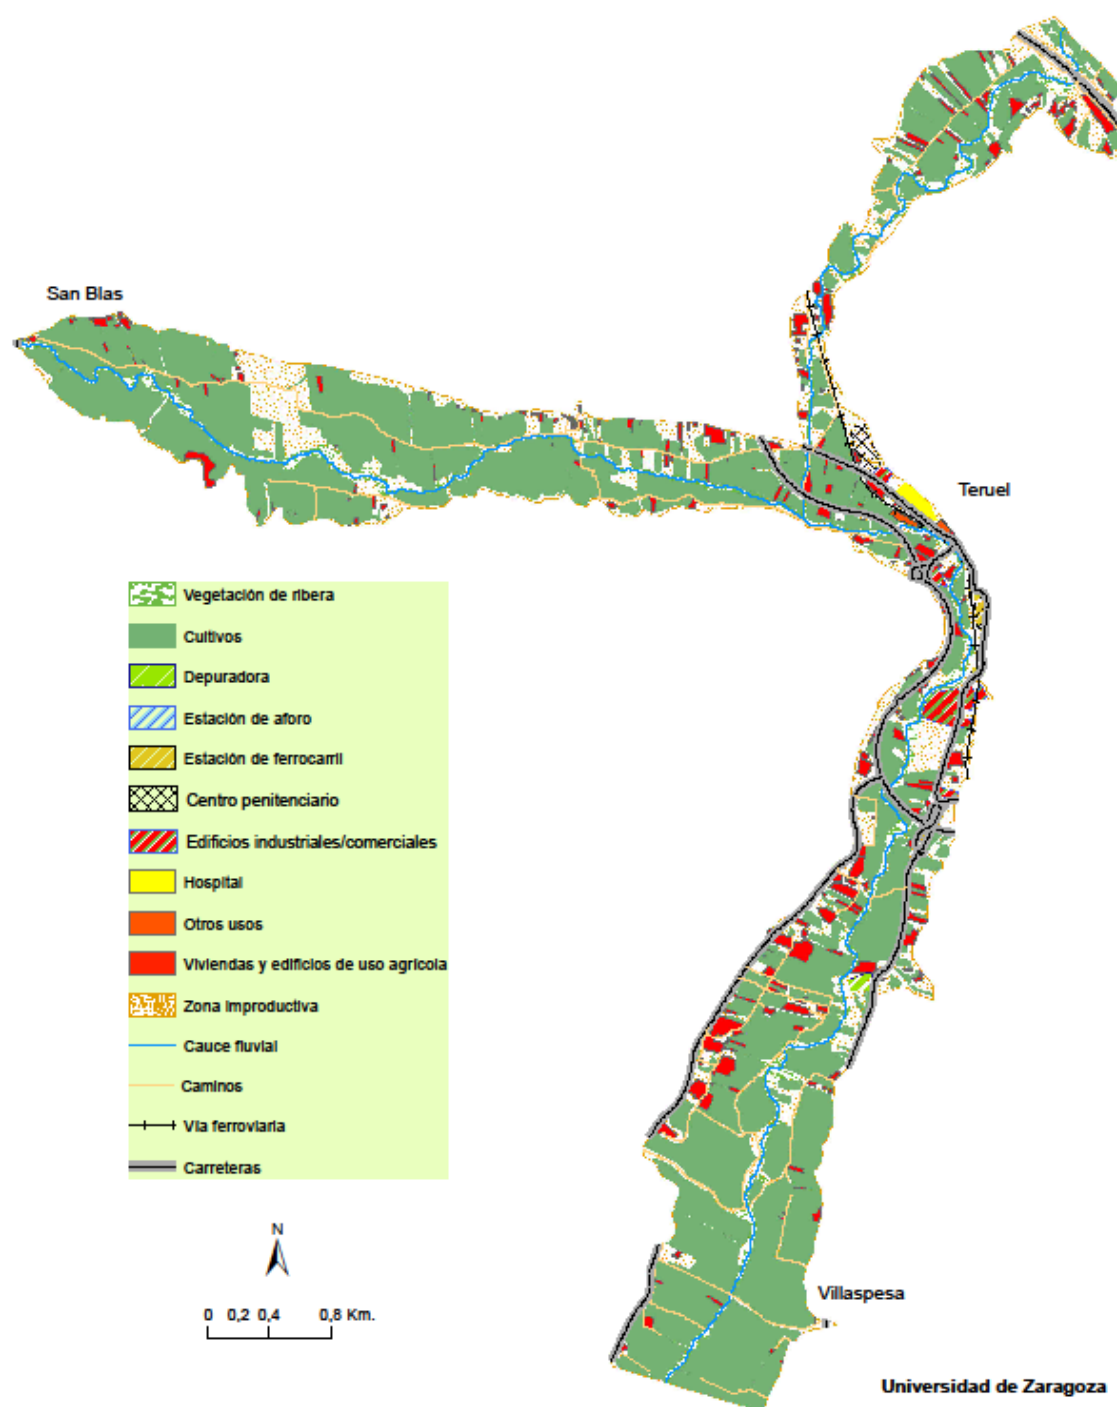 San Blas
Teruel
Vegetación de ribera
Cultivos
Depuradora
Estación de aforo
Estación de ferrocarril
Centro penitenciario
Edificios industriales/comerciales
Hospital
Otros usos
Viviendas y edificios de uso agrícola
Zona improductiva
Cauce fluvial
Caminos
Vía ferroviaria
Carreteras
N
0 0,2 0,4 0,8 Km.
Villaspesa
Universidad de Zaragoza